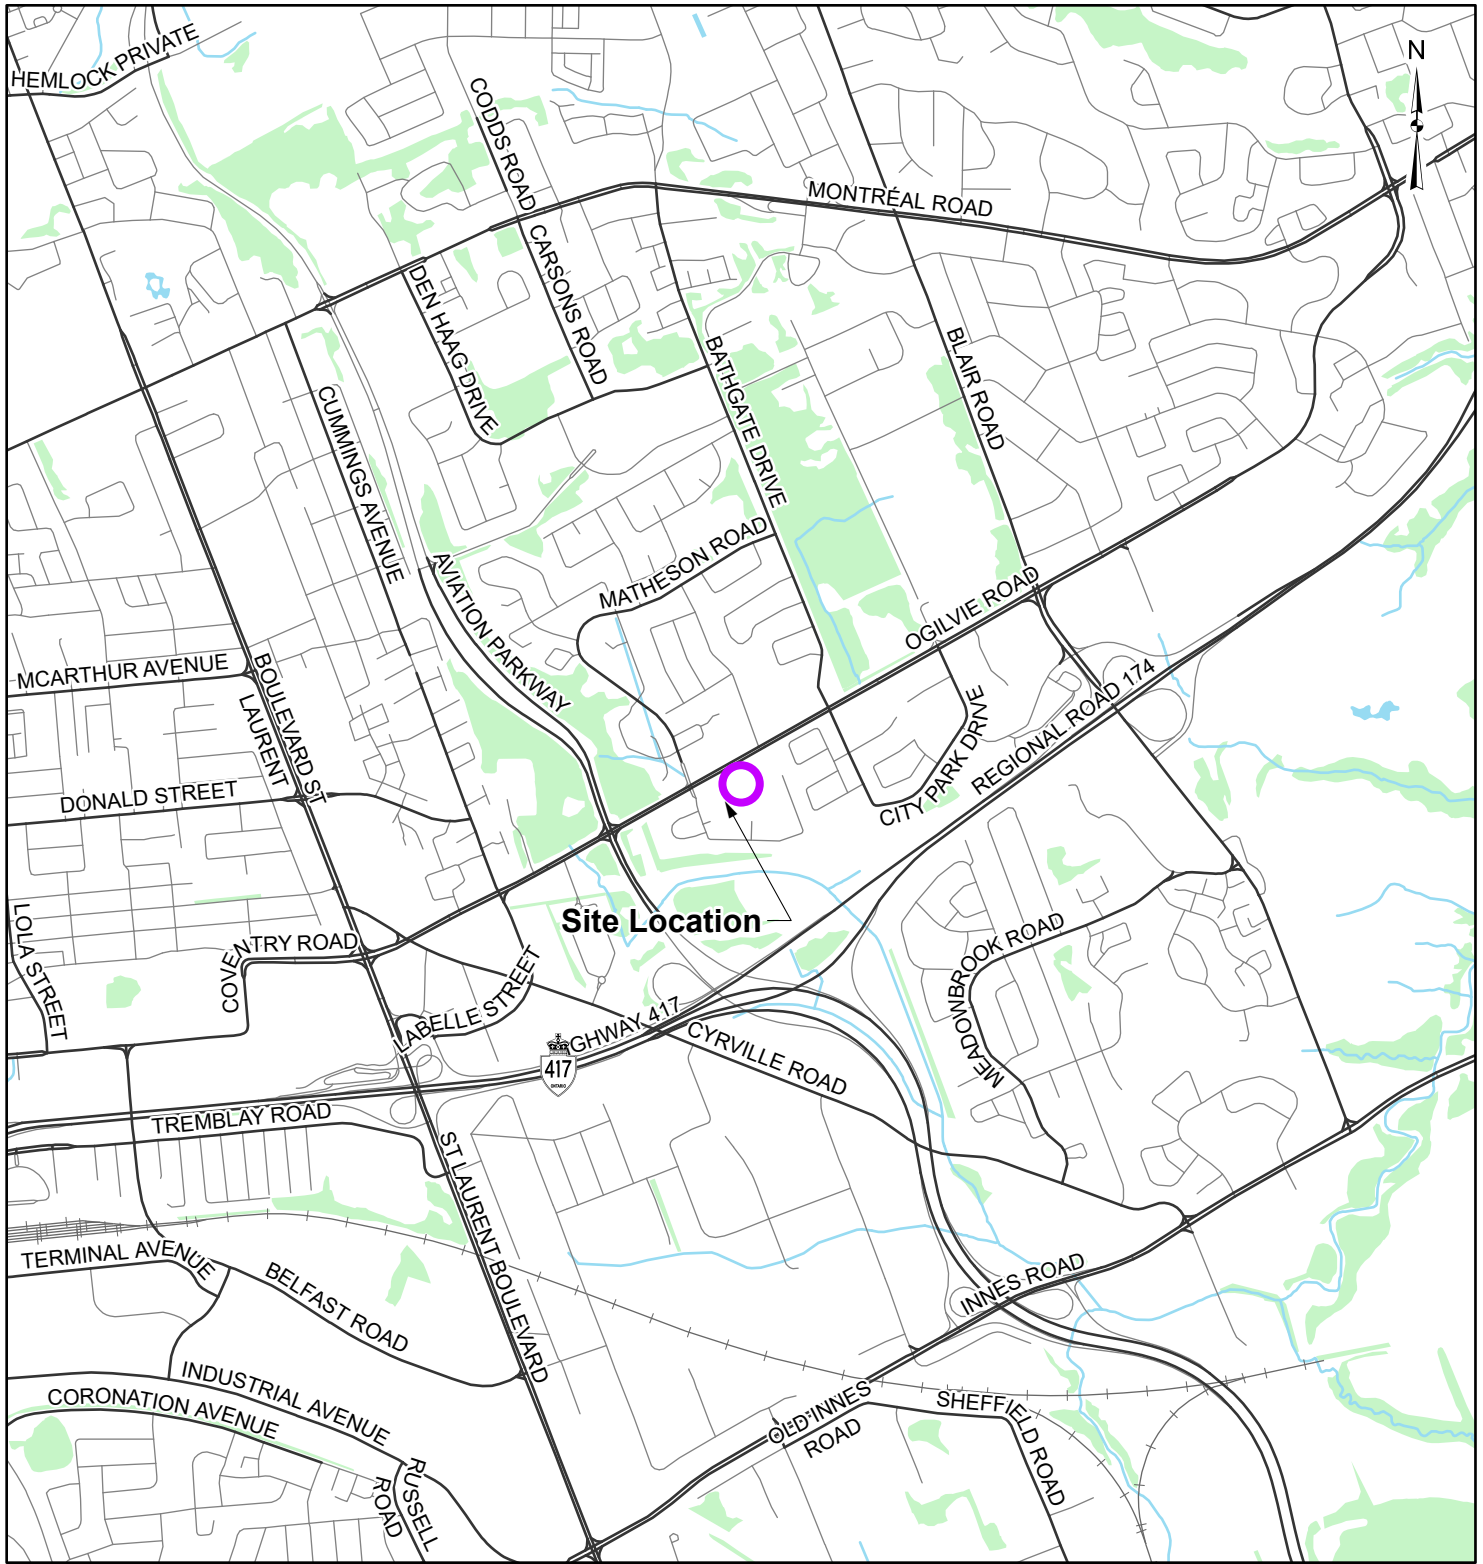 HEMLOCK PRIVATE
N
CODDS ROAD
MONTRÉAL ROAD
CARSONS ROAD
DEN HAAG DRIVE
BATHGATE DRIVE
BLAIR ROAD
CUMMINGS AVENUE
MATHESON ROAD
AVIATION PARKWAY
OGILVIE ROAD
MCARTHUR AVENUE
BOULEVARD ST
LAURENT
REGIONAL ROAD 174
CITY PARK DRIVE
DONALD STREET
Site Location
LOLA STREET
COVENTRY ROAD
MEADOWBROOK ROAD
LABELLE STREET
GHWAY 417
417
ONTARIO
CYRVILLE ROAD
TREMBLAY ROAD
ST LAURENT BOULEVARD
TERMINAL AVENUE
BELFAST ROAD
INNES ROAD
INDUSTRIAL AVENUE
CORONATION AVENUE
OLD INNES
ROAD
SHEFFIELD ROAD
RUSSELL
ROAD